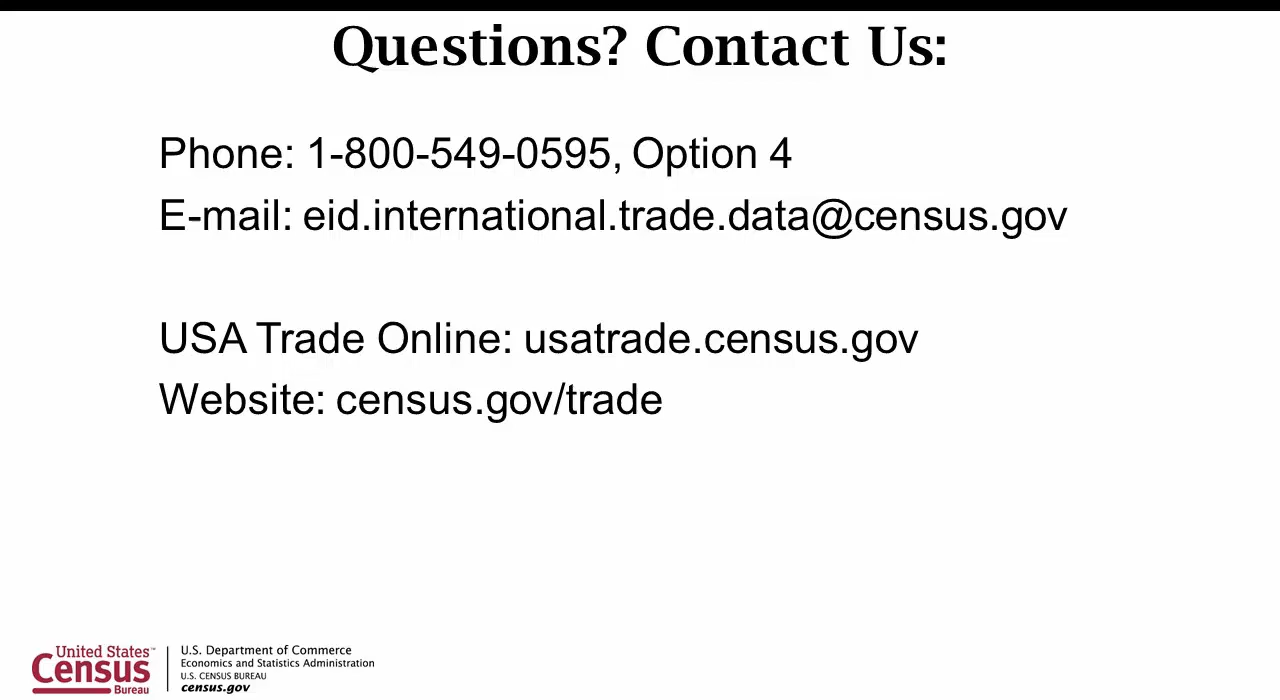 Questions? Contact Us:
Phone: 1-800-549-0595, Option 4
E-mail: eid.international.trade.data@census.gov
USA Trade Online: usatrade.census.gov
Website: census.gov/trade
United States™
Census
Bureau
U.S. Department of Commerce
Economics and Statistics Administration
U.S. CENSUS BUREAU
census.gov